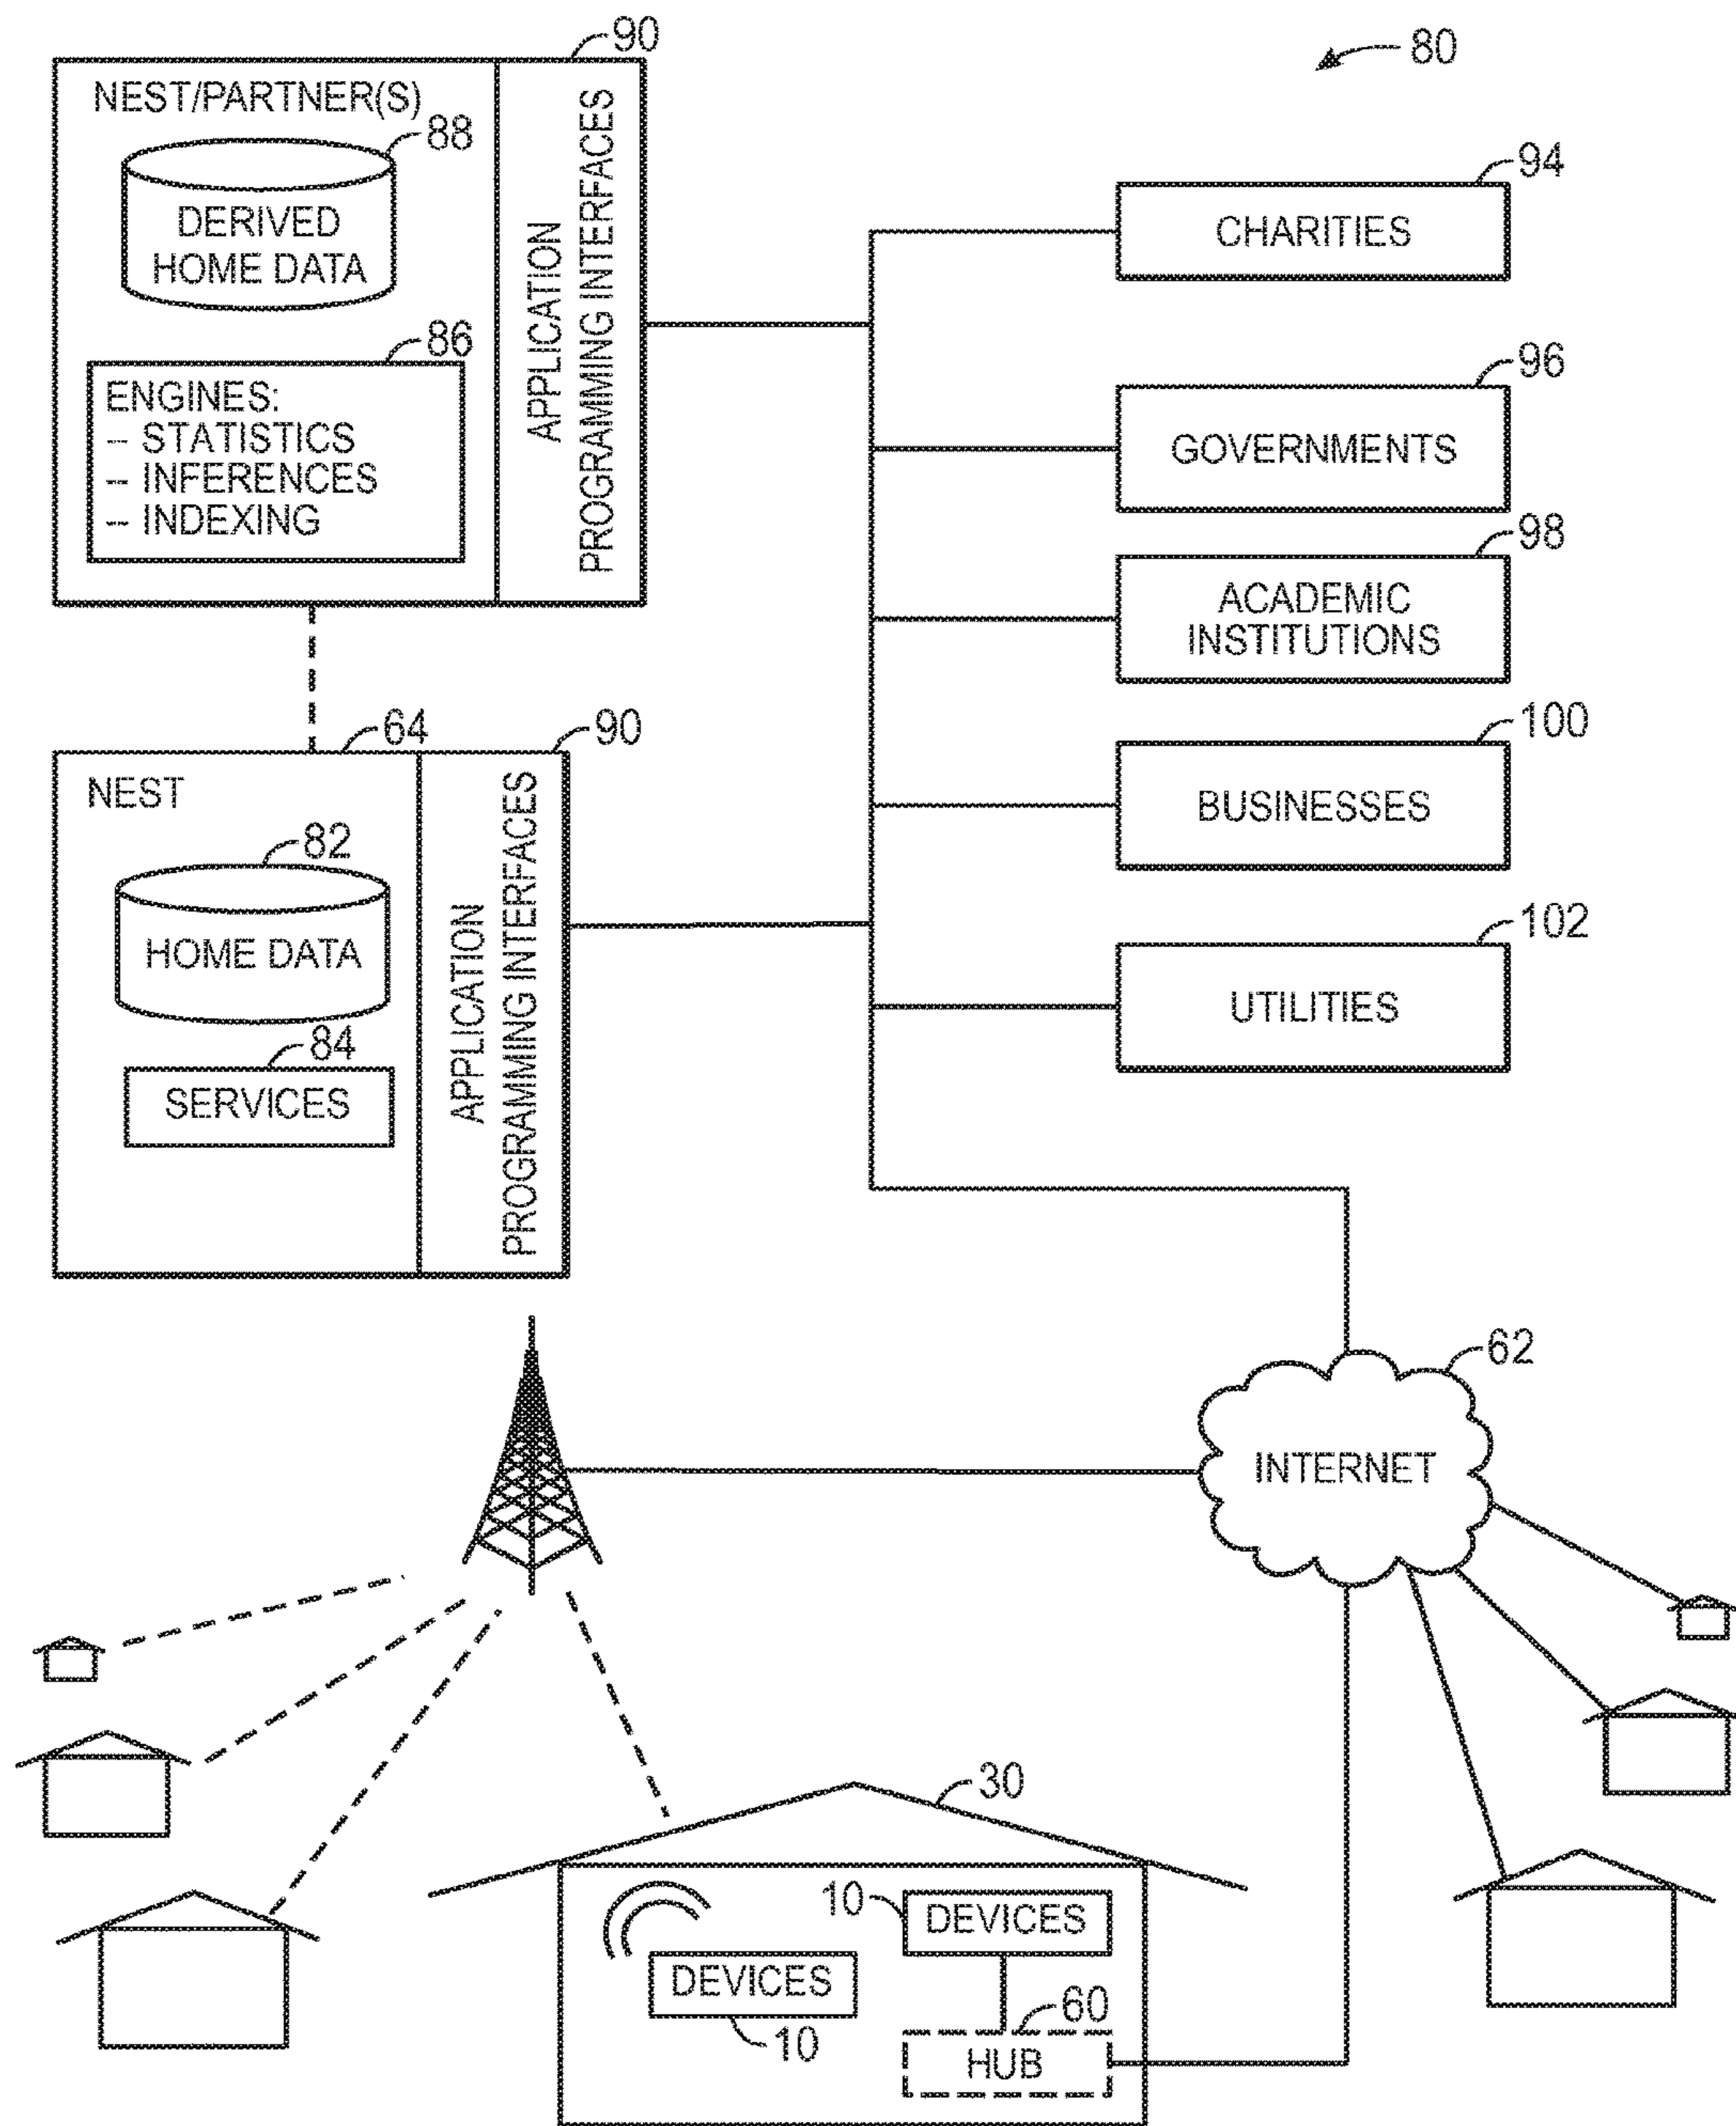 80
90
NEST/PARTNER(S)
88
DERIVED
HOME DATA
86
ENGINES:
-- STATISTICS
-- INFERENCES
-- INDEXING
APPLICATION
PROGRAMMING INTERFACES
94
CHARITIES
96
GOVERNMENTS
98
ACADEMIC
INSTITUTIONS
100
BUSINESSES
102
UTILITIES
64
90
NEST
82
HOME DATA
84
SERVICES
APPLICATION
PROGRAMMING INTERFACES
62
INTERNET
30
10
DEVICES
DEVICES
10
60
HUB